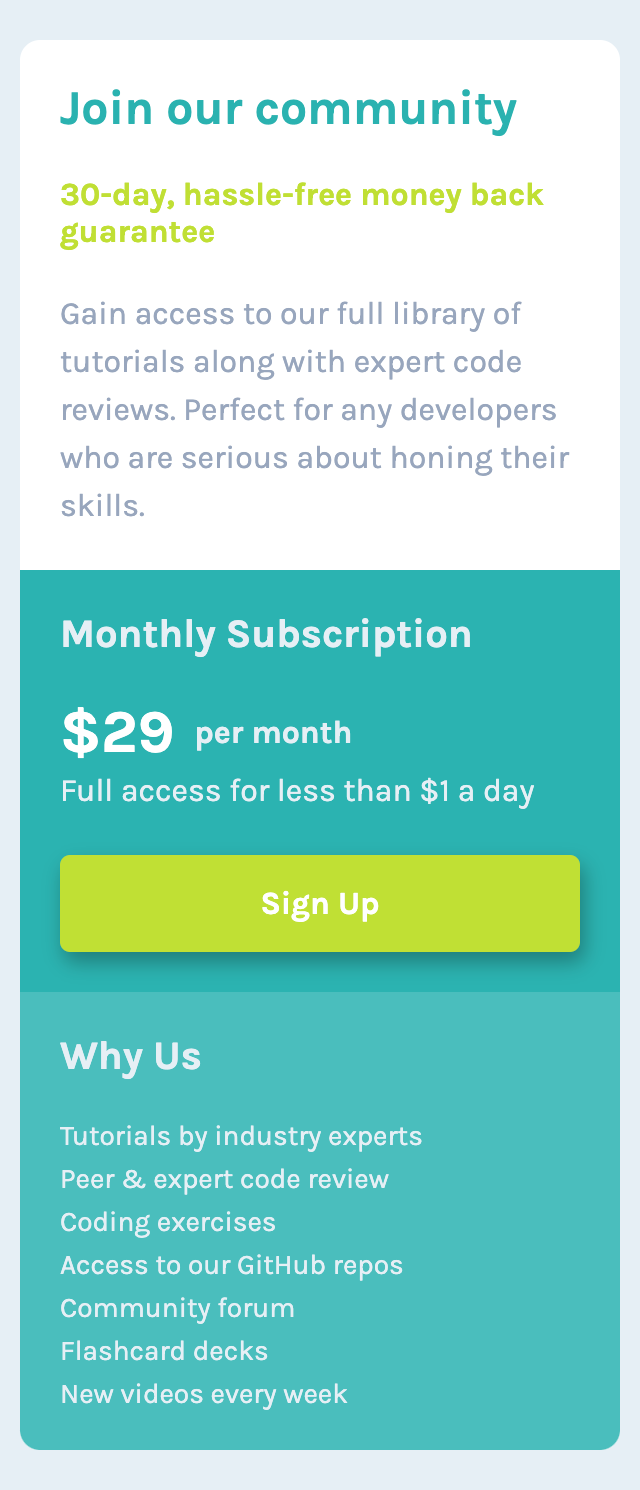 Join our community
30-day, hassle-free money back
guarantee
Gain access to our full library of
tutorials along with expert code
reviews. Perfect for any developers
who are serious about honing their
skills.
Monthly Subscription
$29 per month
Full access for less than $1 a day
Sign Up
Why Us
Tutorials by industry experts
Peer & expert code review
Coding exercises
Access to our GitHub repos
Community forum
Flashcard decks
New videos every week